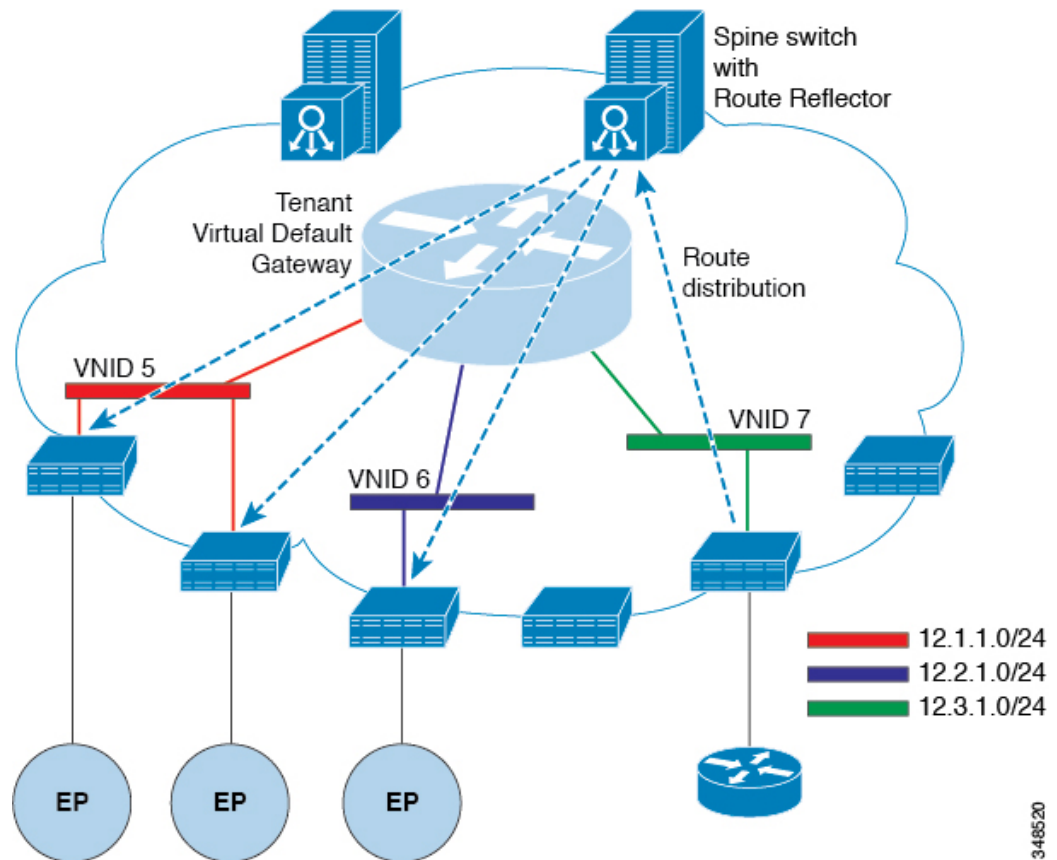 Spine switch
with
Route Reflector
Tenant
Virtual Default
Gateway
Route
distribution
VNID 5
VNID 7
VNID 6
12.1.1.0/24
12.2.1.0/24
12.3.1.0/24
EP
EP
EP
348520